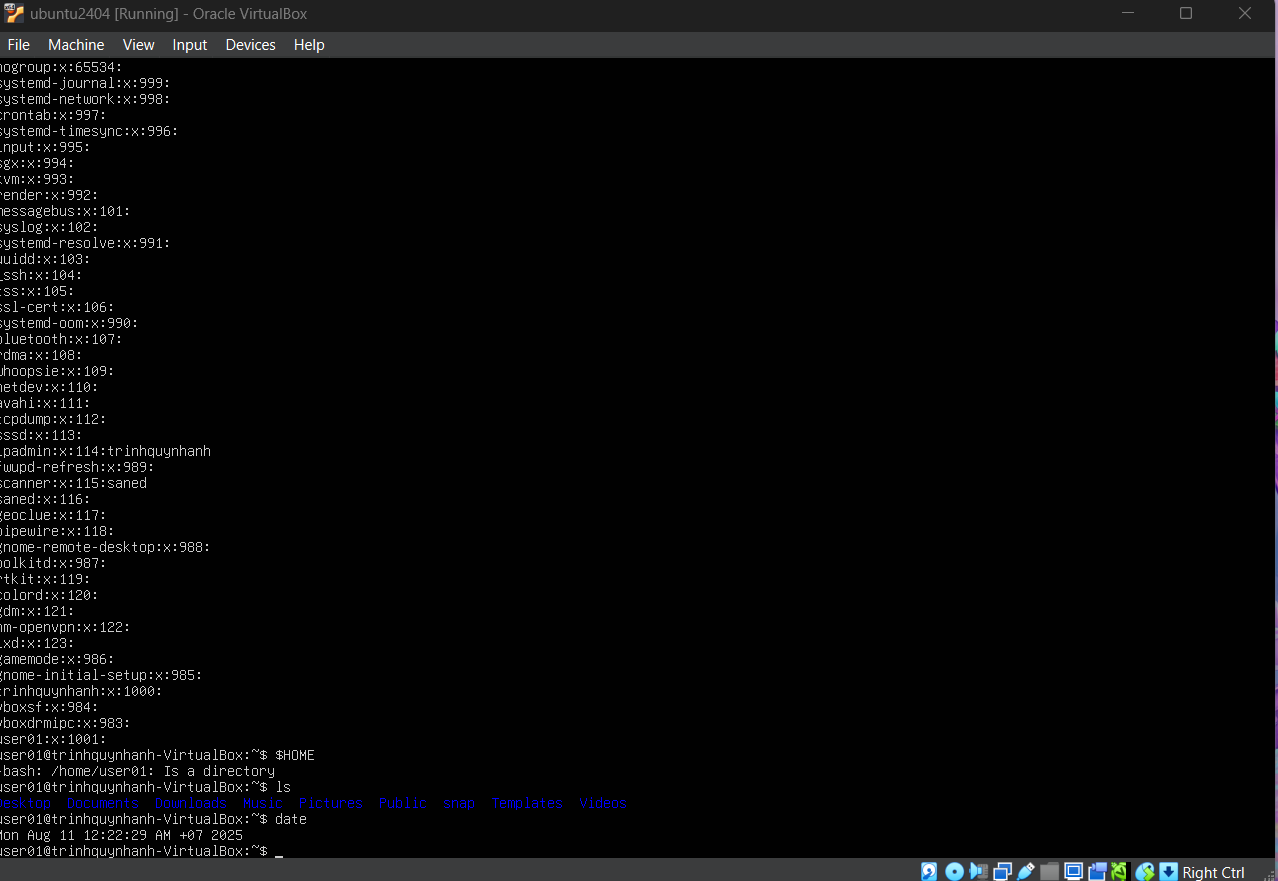 ubuntu2404 [Running] - Oracle VirtualBox
File Machine View Input Devices Help
nogroup:x:65534:
systemd-journal:x:999:
systemd-network:x:998:
crontab:x:997:
systemd-timesync:x:996:
input:x:995:
sgx:x:994:
kvm:x:993:
render:x:992:
messagebus:x:101:
syslog:x:102:
systemd-resolve:x:991:
uuidd:x:103:
_ssh:x:104:
tss:x:105:
ssl-cert:x:106:
systemd-oom:x:990:
bluetooth:x:107:
rdma:x:108:
whoopsie:x:109:
netdev:x:110:
avahi:x:111:
tcpdump:x:112:
sssd:x:113:
lpadmin:x:114:trinhquynhanh
fwupd-refresh:x:989:
scanner:x:115:saned
saned:x:116:
geoclue:x:117:
pipewire:x:118:
gnome-remote-desktop:x:988:
polkitd:x:987:
rtkit:x:119:
colord:x:120:
gdm:x:121:
nm-openvpn:x:122:
lxd:x:123:
gamemode:x:986:
gnome-initial-setup:x:985:
trinhquynhanh:x:1000:
vboxsf:x:984:
vboxdrmipc:x:983:
user01:x:1001:
user01@trinhquynhanh-VirtualBox:~$ $HOME
-bash: /home/user01: Is a directory
user01@trinhquynhanh-VirtualBox:~$ ls
Desktop Documents Downloads Music Pictures Public snap Templates Videos
user01@trinhquynhanh-VirtualBox:~$ date
Mon Aug 11 12:22:29 AM +07 2025
user01@trinhquynhanh-VirtualBox:~$ _
Right Ctrl